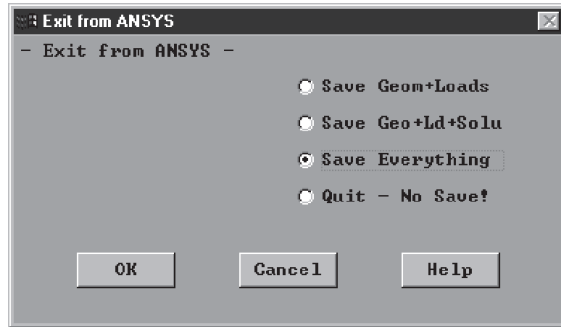 Exit from ANSYS
- Exit from ANSYS -
Save Geom+Loads
Save Geo+Ld+Solu
Save Everything
Quit - No Save!
OK Cancel Help